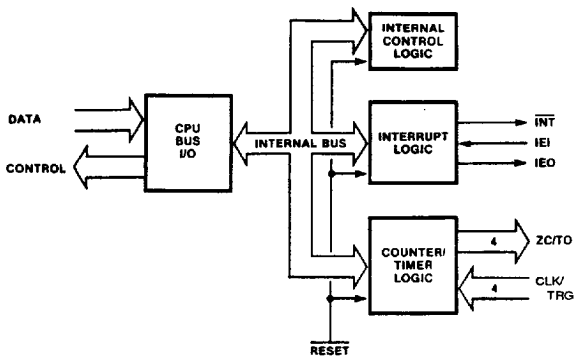 INTERNAL
CONTROL
LOGIC
DATA
CONTROL
CPU
BUS
I/O
INTERNAL BUS
INTERRUPT
LOGIC
INT
IEI
IEO
COUNTER/
TIMER
LOGIC
4
ZC/TO
4
CLK/
TRG
RESET